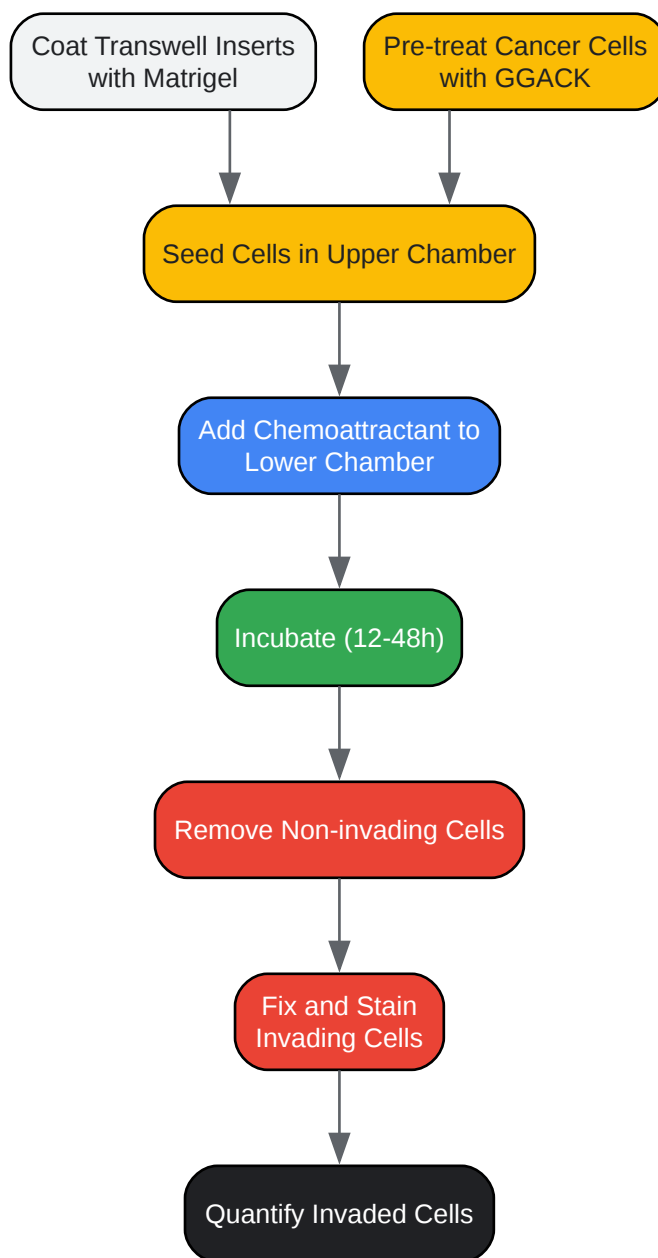 Coat Transwell Inserts
with Matrigel
Pre-treat Cancer Cells
with GGACK
Seed Cells in Upper Chamber
Add Chemoattractant to
Lower Chamber
Incubate (12-48h)
Remove Non-invading Cells
Fix and Stain
Invading Cells
Quantify Invaded Cells